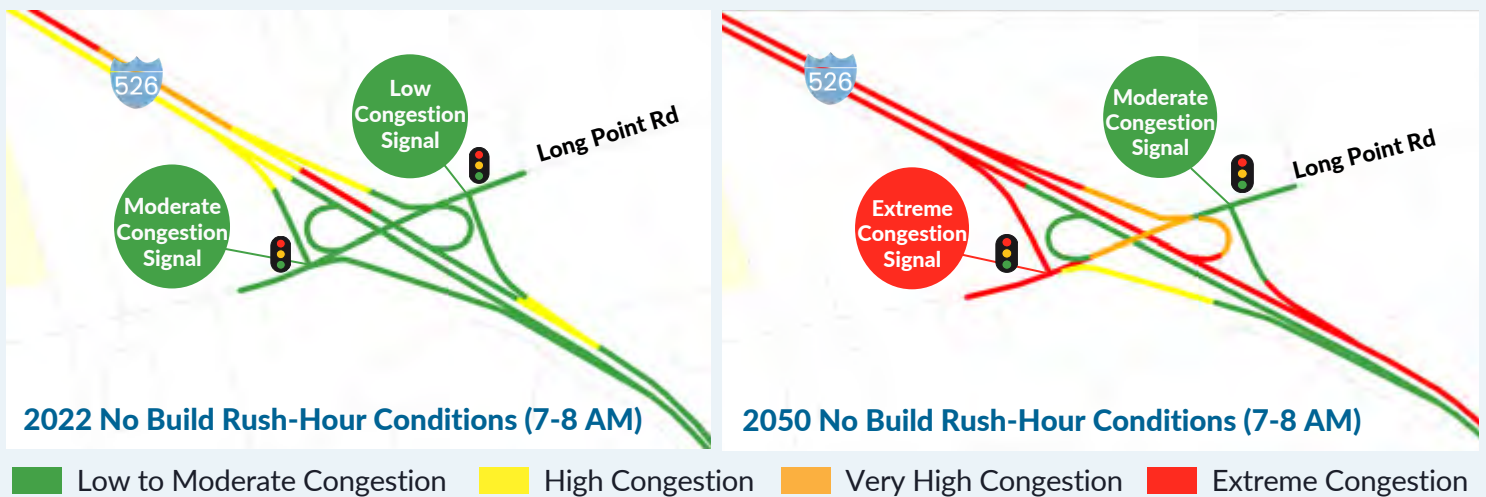 526
Low
Congestion
Signal
Long Point Rd
Moderate
Congestion
Signal
2022 No Build Rush-Hour Conditions (7-8 AM)
526
Moderate
Congestion
Signal
Long Point Rd
Extreme
Congestion
Signal
2050 No Build Rush-Hour Conditions (7-8 AM)
Low to Moderate Congestion
High Congestion
Very High Congestion
Extreme Congestion